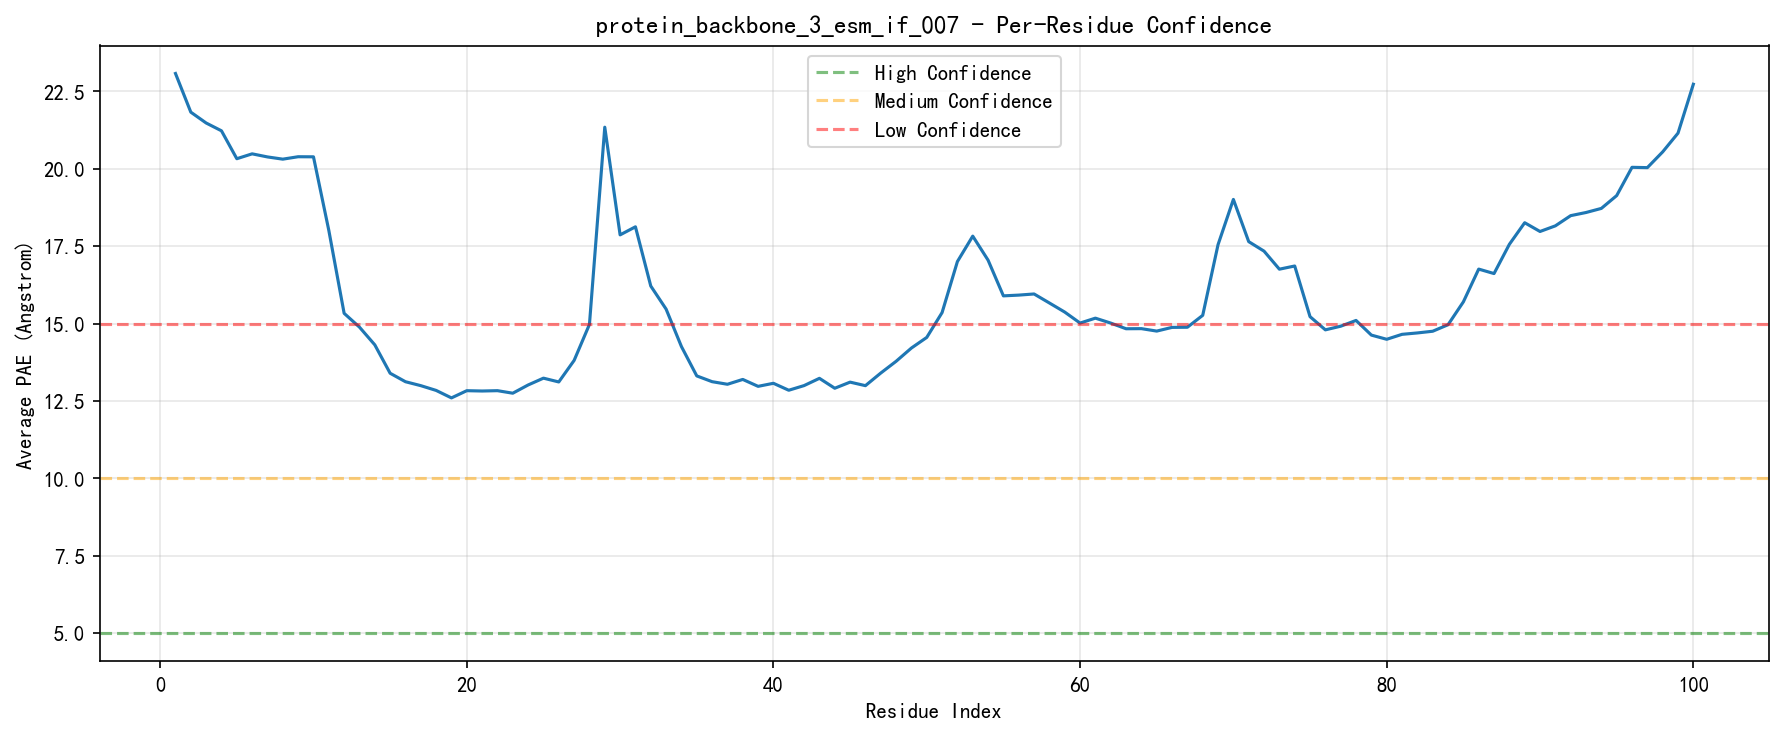 protein_backbone_3_esm_if_007 - Per-Residue Confidence
High Confidence
Medium Confidence
Low Confidence
Average PAE (Angstrom)
22.5
20.0
17.5
15.0
12.5
10.0
7.5
5.0
0 20 40 60 80 100
Residue Index